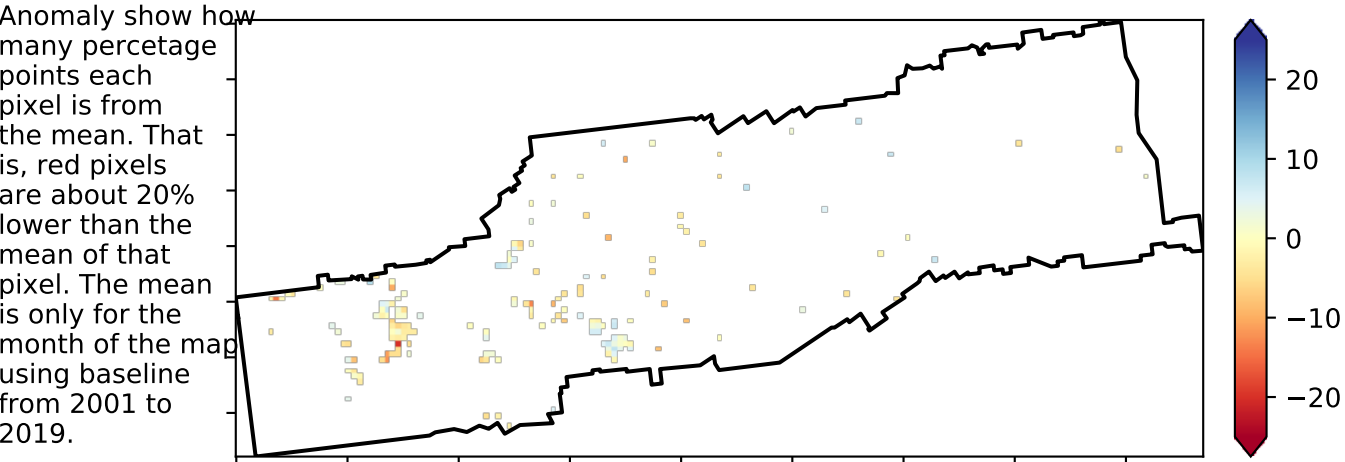 Anomaly show how
many percetage
points each
pixel is from
the mean. That
is, red pixels
are about 20%
lower than the
mean of that
pixel. The mean
is only for the
month of the map
using baseline
from 2001 to
2019.
20
10
0
−10
−20